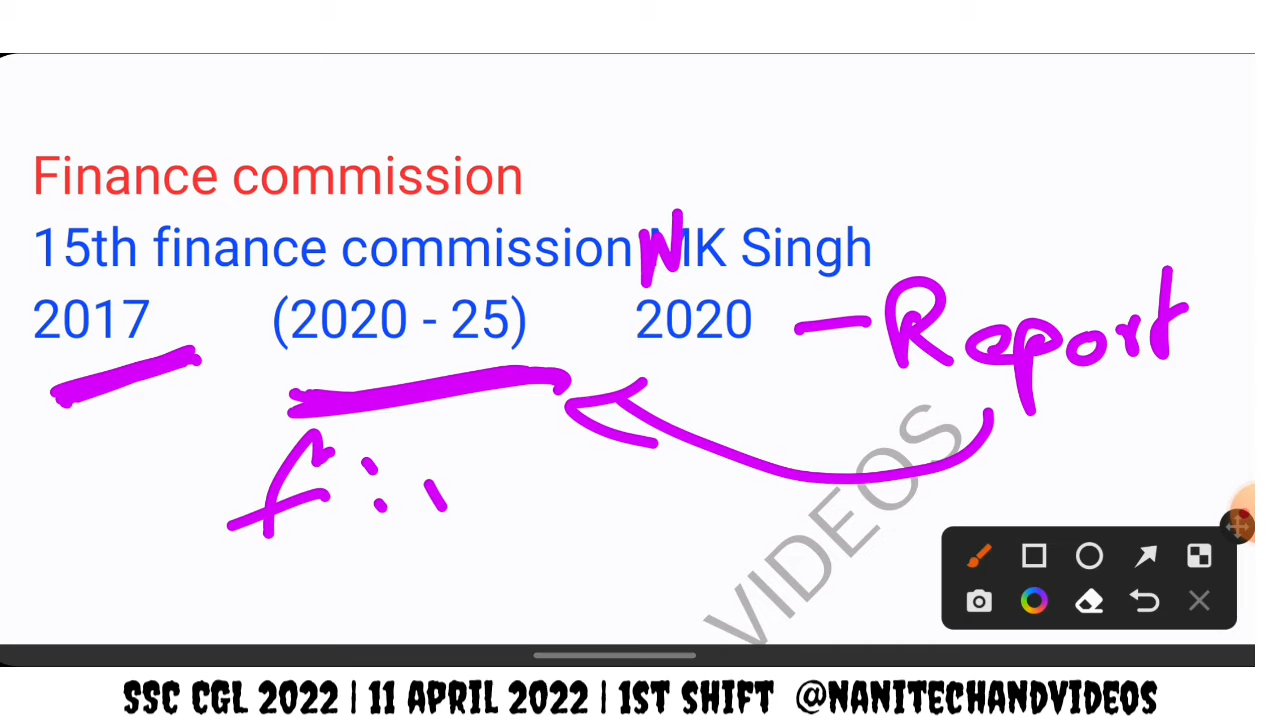 Finance commission
15th finance commission NK Singh
2017 (2020 - 25) 2020 - Report
VIDEOS
SSC CGL 2022 | 11 APRIL 2022 | 1ST SHIFT @NANITECHANDVIDEOS